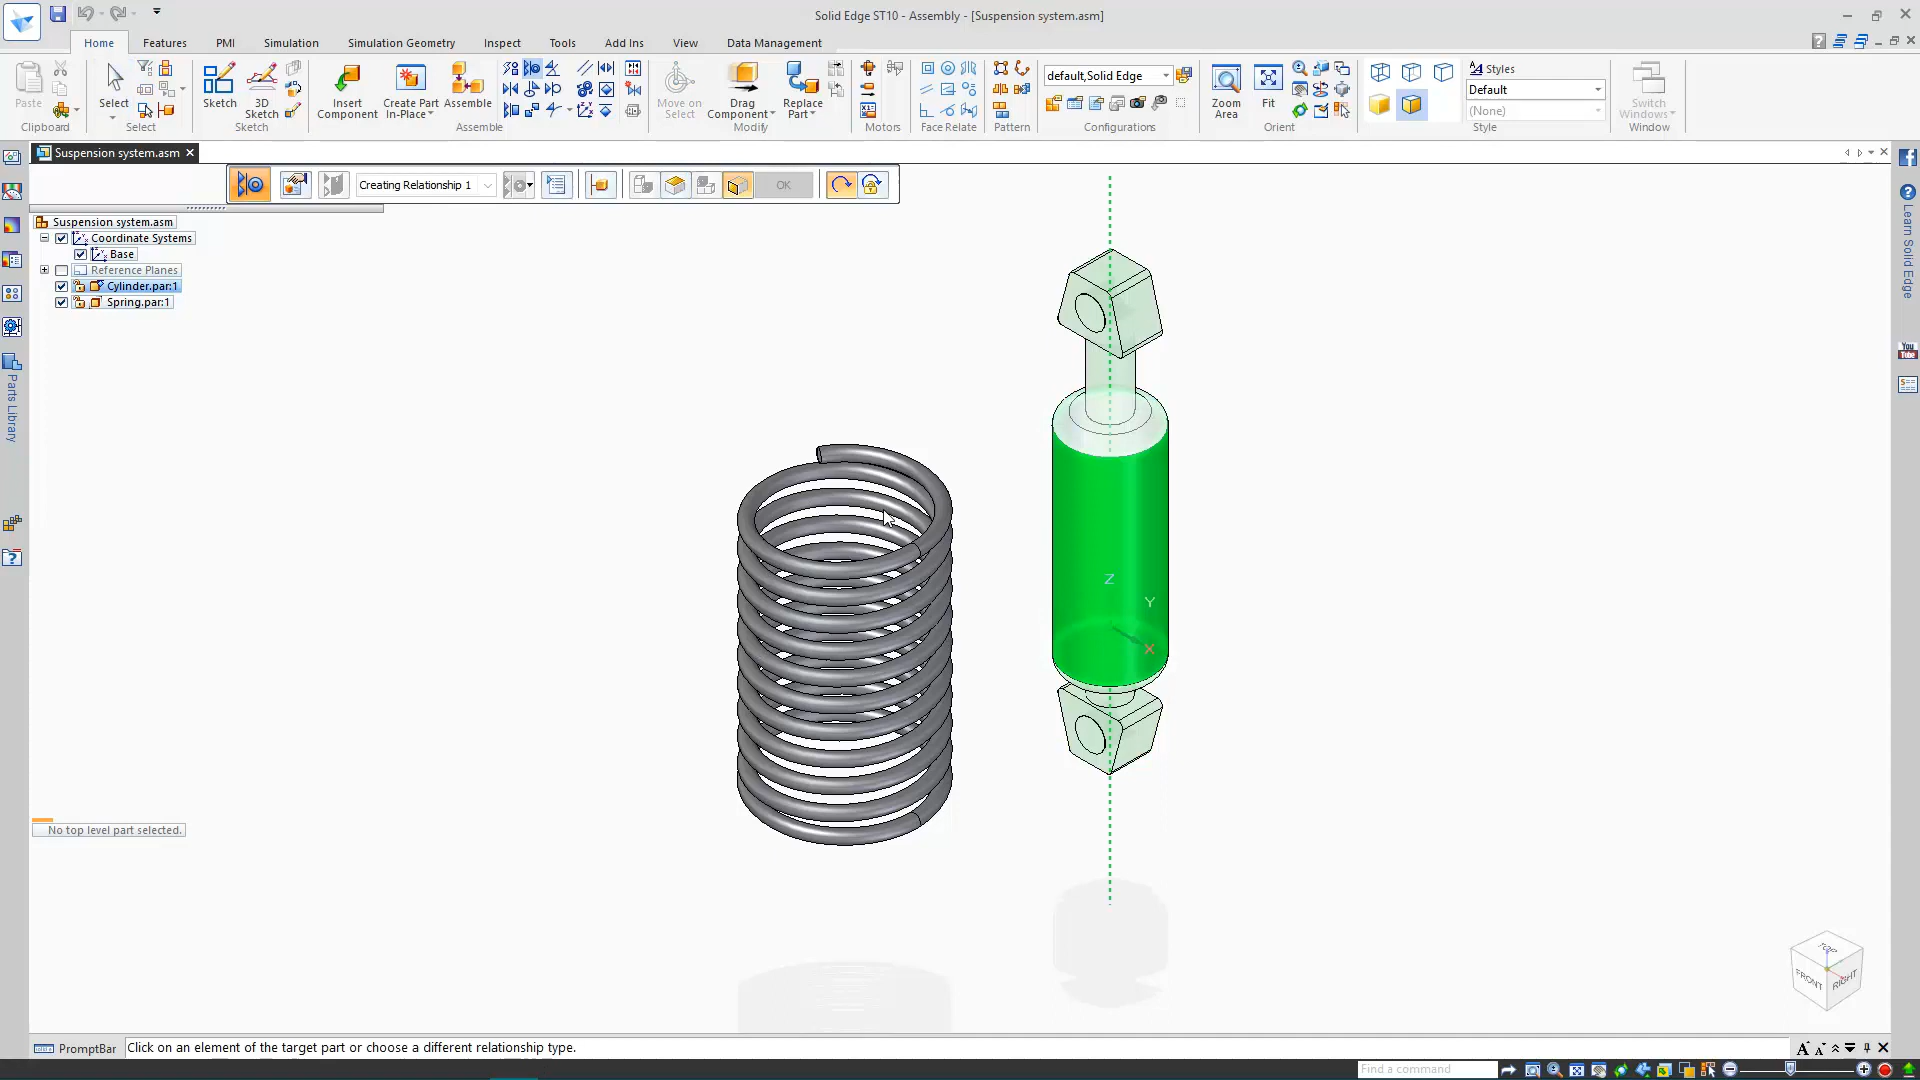 Solid Edge ST10 - Assembly - [Suspension system.asm]
Home Features PMI Simulation Simulation Geometry Inspect Tools Add Ins View Data Management
Paste
Clipboard
Select
Select
Sketch
3D Sketch
Sketch
Insert Component
Create Part In-Place
Assemble
Assemble
Move on Select
Drag Component
Replace Part
Modify
Motors
Face Relate
Pattern
default,Solid Edge
Configurations
Zoom Area
Fit
Orient
Styles
Default
(None)
Style
Switch Windows
Window
Suspension system.asm
Creating Relationship 1
OK
Suspension system.asm
Coordinate Systems
Base
Reference Planes
Cylinder.par:1
Spring.par:1
Parts Library
Learn Solid Edge
You Tube
No top level part selected.
Z
Y
X
TOP
FRONT
RIGHT
PromptBar Click on an element of the target part or choose a different relationship type.
Find a command